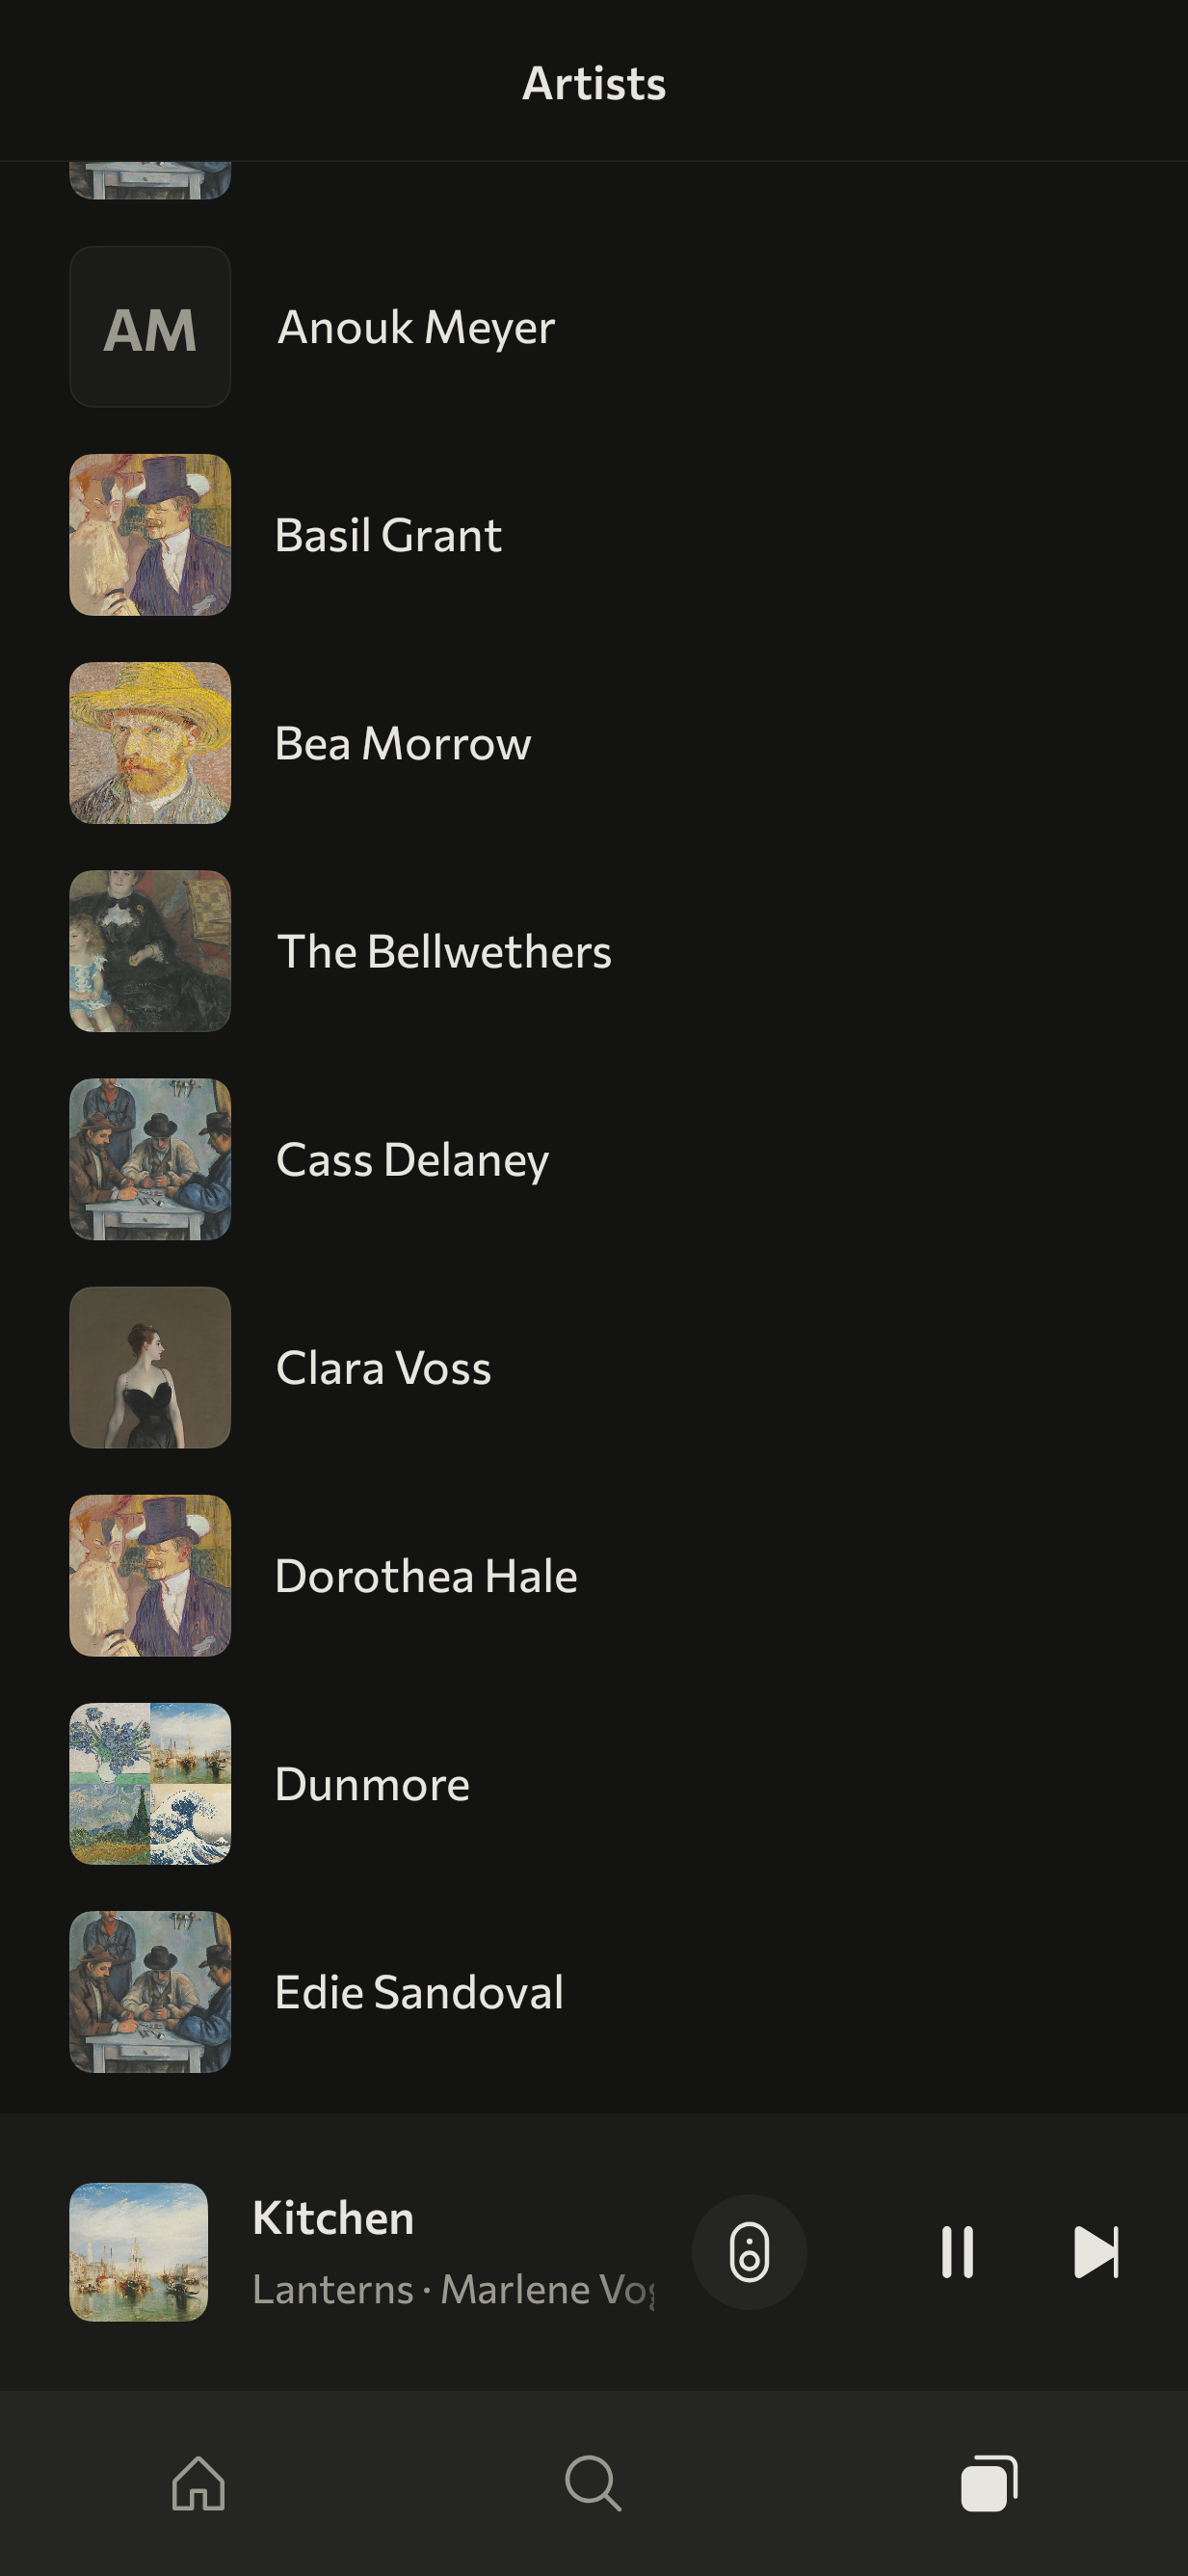 Artists
AM
Anouk Meyer
Basil Grant
Bea Morrow
The Bellwethers
Cass Delaney
Clara Voss
Dorothea Hale
Dunmore
Edie Sandoval
Kitchen
Lanterns · Marlene